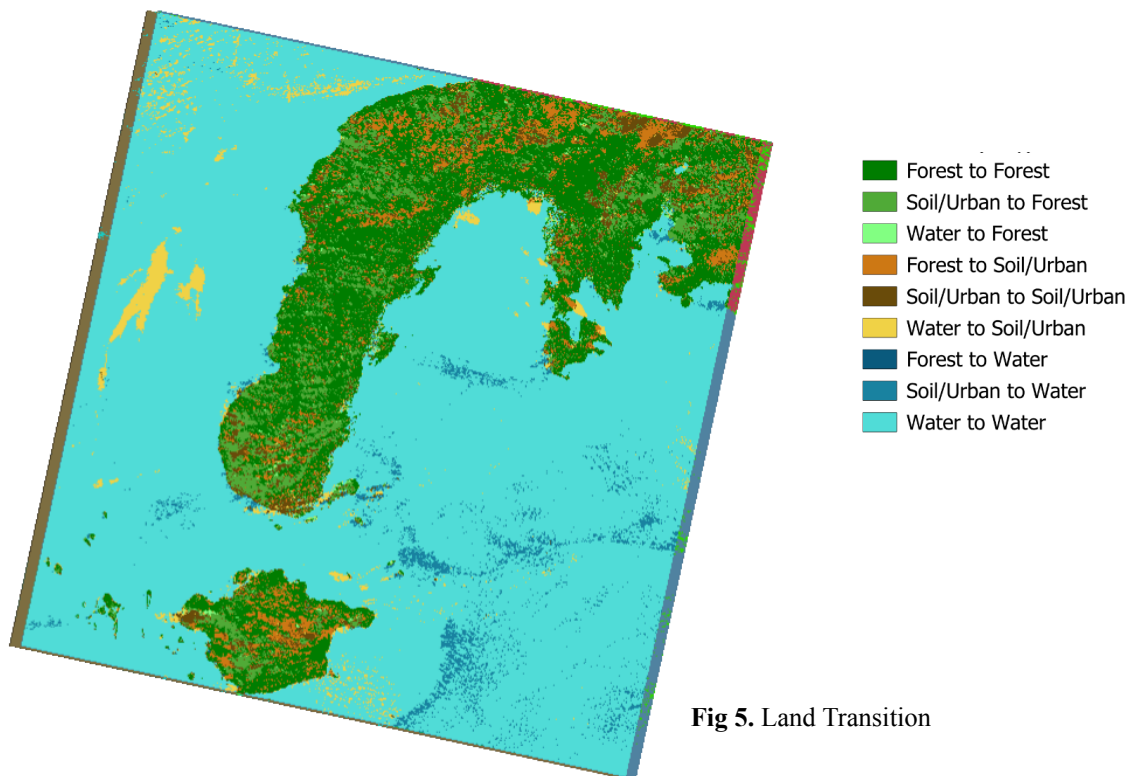 Forest to Forest
Soil/Urban to Forest
Water to Forest
Forest to Soil/Urban
Soil/Urban to Soil/Urban
Water to Soil/Urban
Forest to Water
Soil/Urban to Water
Water to Water
Fig 5. Land Transition